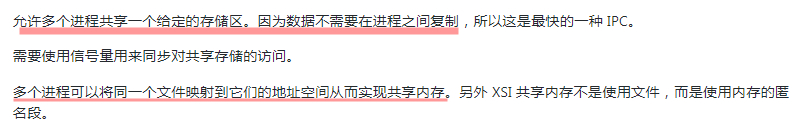 允许多个进程共享一个给定的存储区。因为数据不需要在进程之间复制，所以这是最快的一种 IPC。
需要使用信号量用来同步对共享存储的访问。
多个进程可以将同一个文件映射到它们的地址空间从而实现共享内存。另外 XSI 共享内存不是使用文件，而是使用内存的匿
名段。